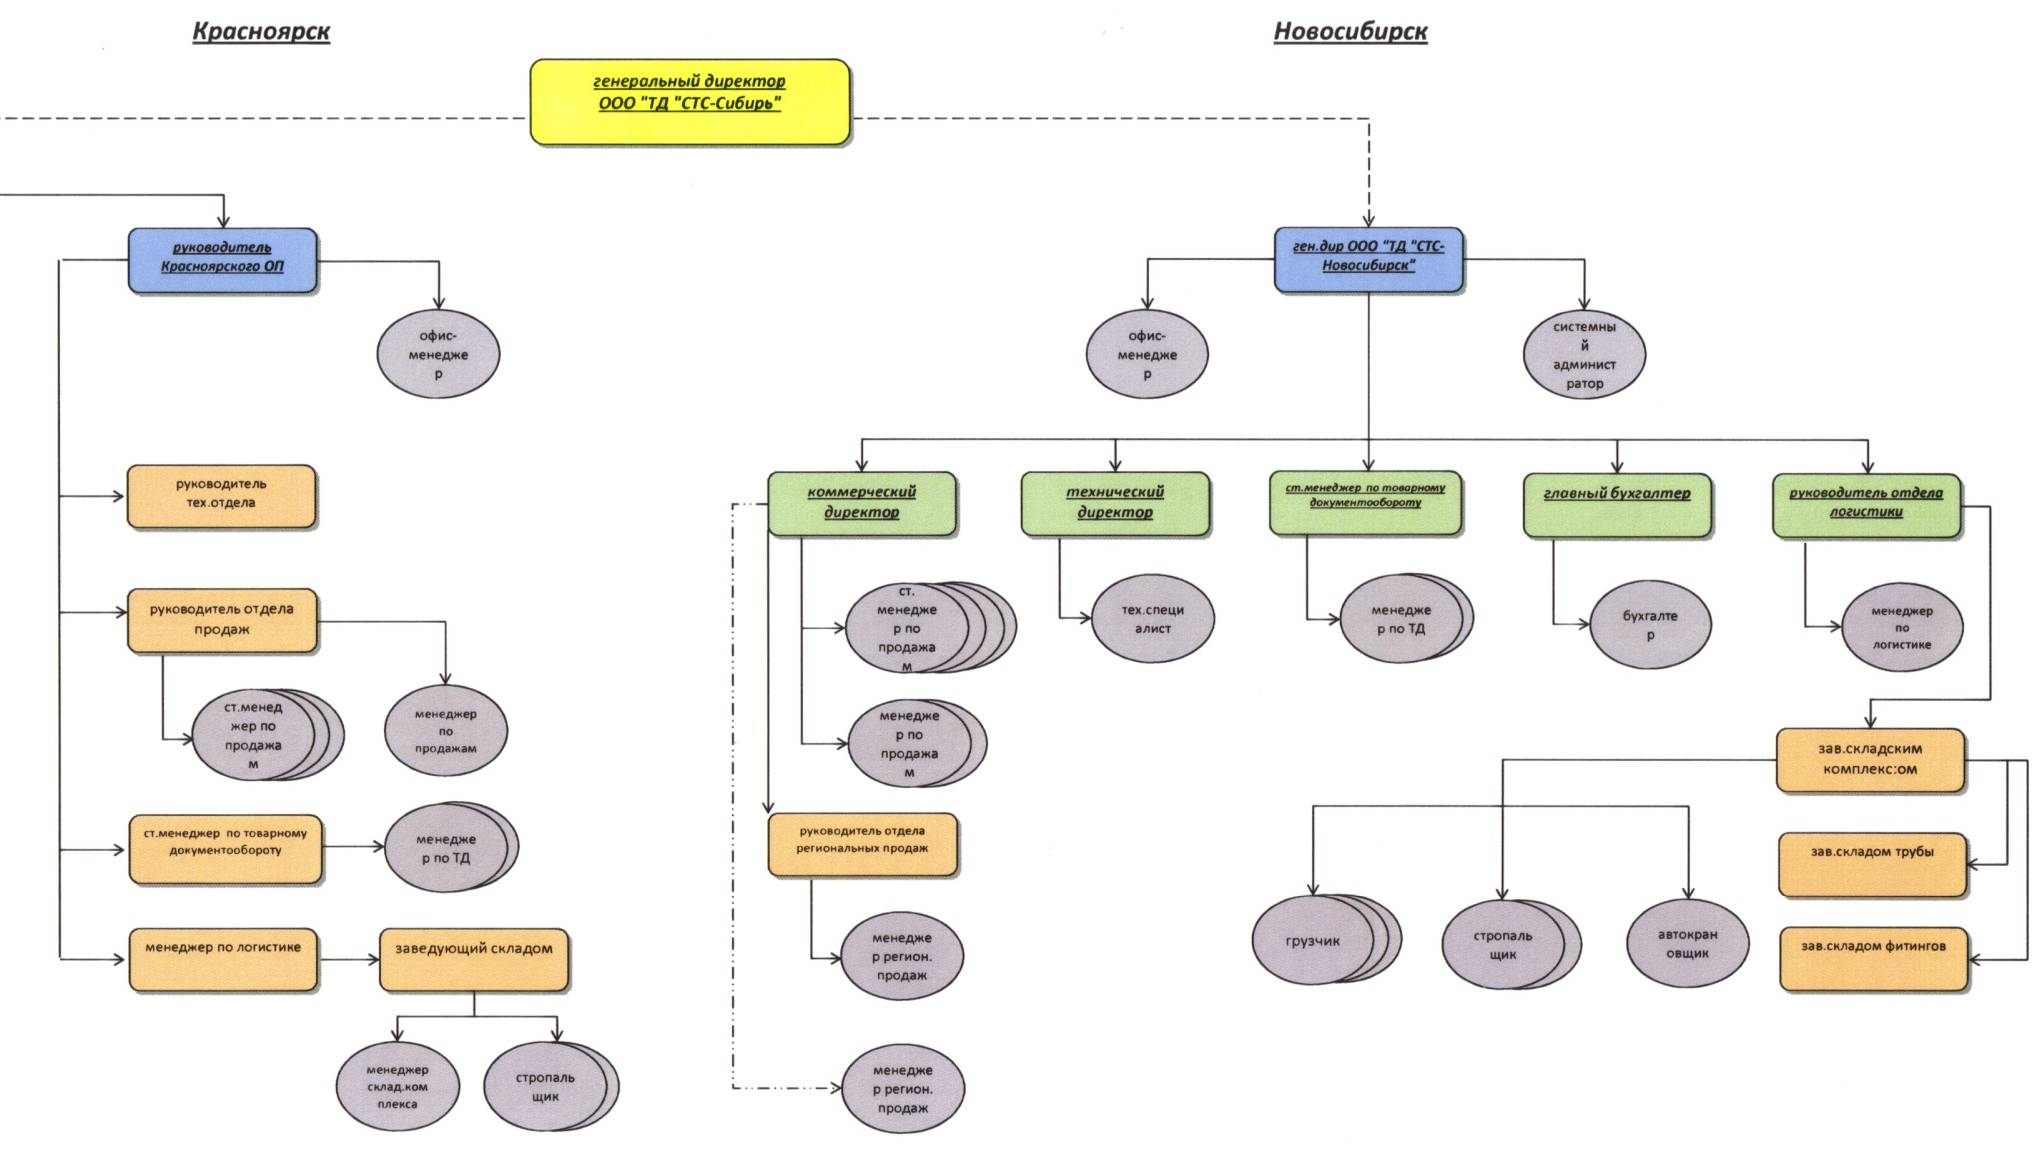 Красноярск
Новосибирск
генеральный директор
ООО "ТД "СТС-Сибирь"
руководитель
Красноярского ОП
ген.дир ООО "ТД "СТС-
Новосибирск"
офис-
менедже
р
офис-
менедже
р
системны
й
админист
ратор
руководитель
тех.отдела
коммерческий
директор
технический
директор
ст.менеджер по товарному
документообороту
главный бухгалтер
руководитель отдела
логистики
руководитель отдела
продаж
ст.
менедже
р по
продажа
м
тех.специ
алист
менедже
р по ТД
бухгалте
р
менеджер
по
логистике
ст.менед
жер по
продажа
м
менеджер
по
продажам
менедже
р по
продажа
м
зав.складским
комплекс:ом
ст.менеджер по товарному
документообороту
менедже
р по ТД
руководитель отдела
региональных продаж
зав.складом трубы
менеджер по логистике
заведующий складом
менедже
р регион.
продаж
грузчик
стропаль
щик
автокран
овщик
зав.складом фитингов
менеджер
склад.ком
плекса
стропаль
щик
менедже
р регион.
продаж